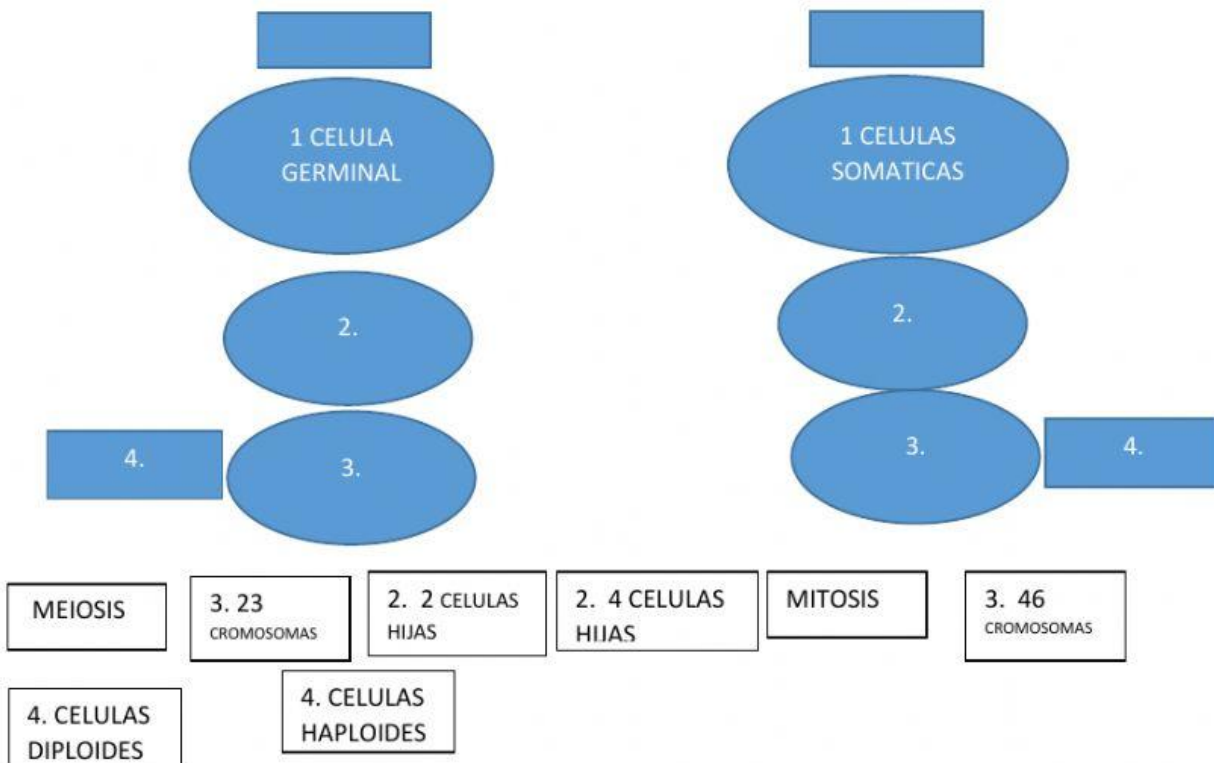 1 CELULA
GERMINAL
1 CELULAS
SOMATICAS
2.
2.
4.
3.
3.
4.
MEIOSIS
3. 23
CROMOSOMAS
2. 2 CELULAS
HIJAS
2. 4 CELULAS
HIJAS
MITOSIS
3. 46
CROMOSOMAS
4. CELULAS
DIPLOIDES
4. CELULAS
HAPLOIDES